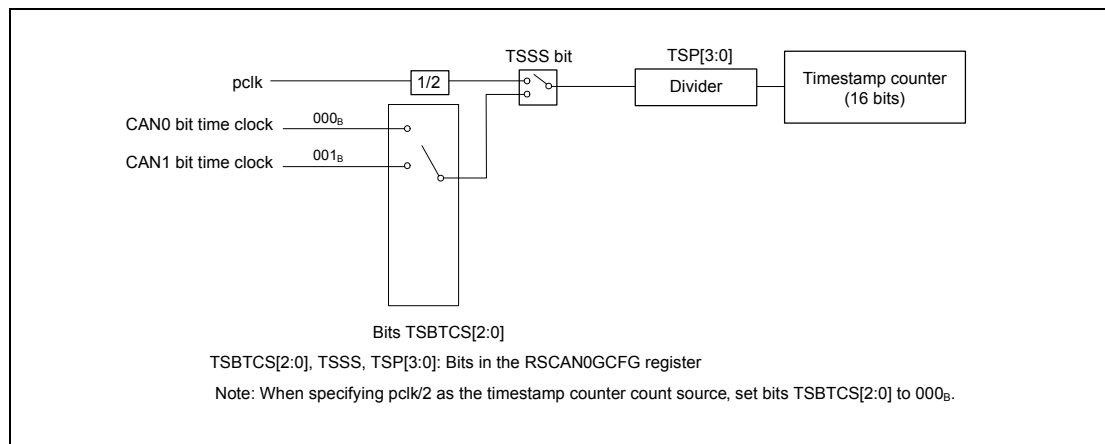 TSSS bit
TSP[3:0]
pclk
1/2
Divider
Timestamp counter
(16 bits)
CAN0 bit time clock
000B
CAN1 bit time clock
001B
Bits TSBTCS[2:0]
TSBTCS[2:0], TSSS, TSP[3:0]: Bits in the RSCAN0GCFG register
Note: When specifying pclk/2 as the timestamp counter count source, set bits TSBTCS[2:0] to 000B.